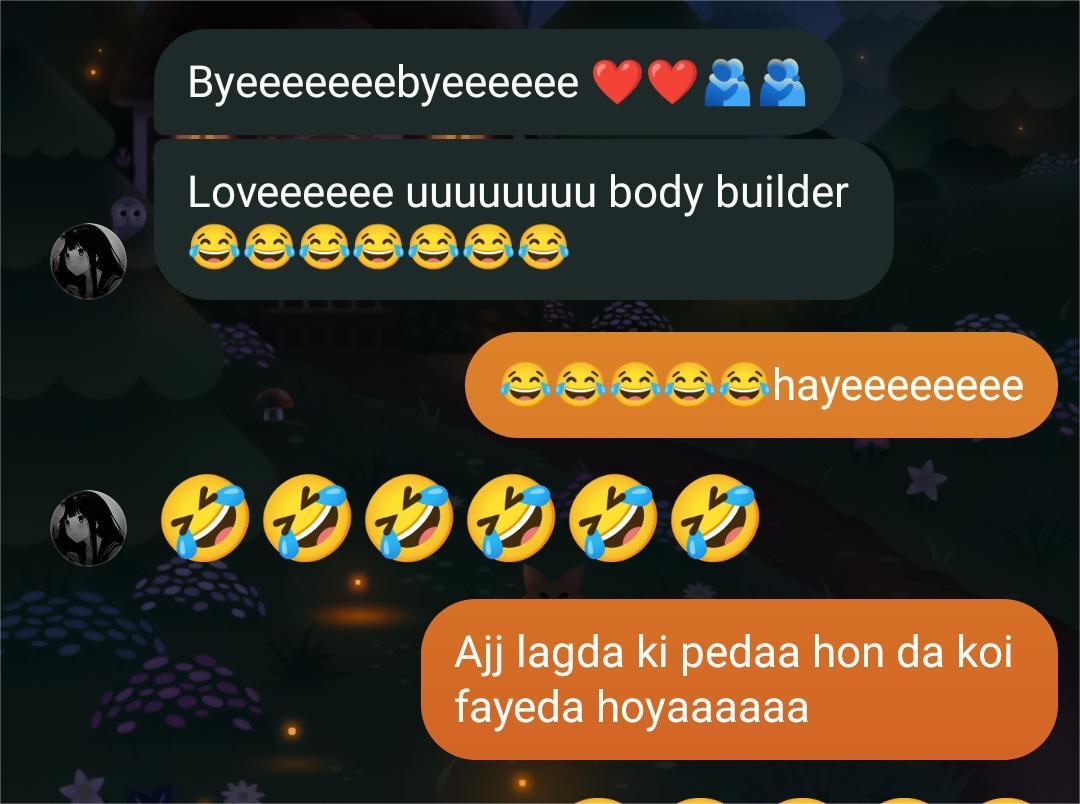 Byeeeeeeebyeeeeee ❤️❤️🫂🫂
Loveeeeee uuuuuuuu body builder
😂😂😂😂😂😂😂
😂😂😂😂😂hayeeeeeeee
🤣🤣🤣🤣🤣🤣
Ajj lagda ki pedaa hon da koi
fayeda hoyaaaaaa